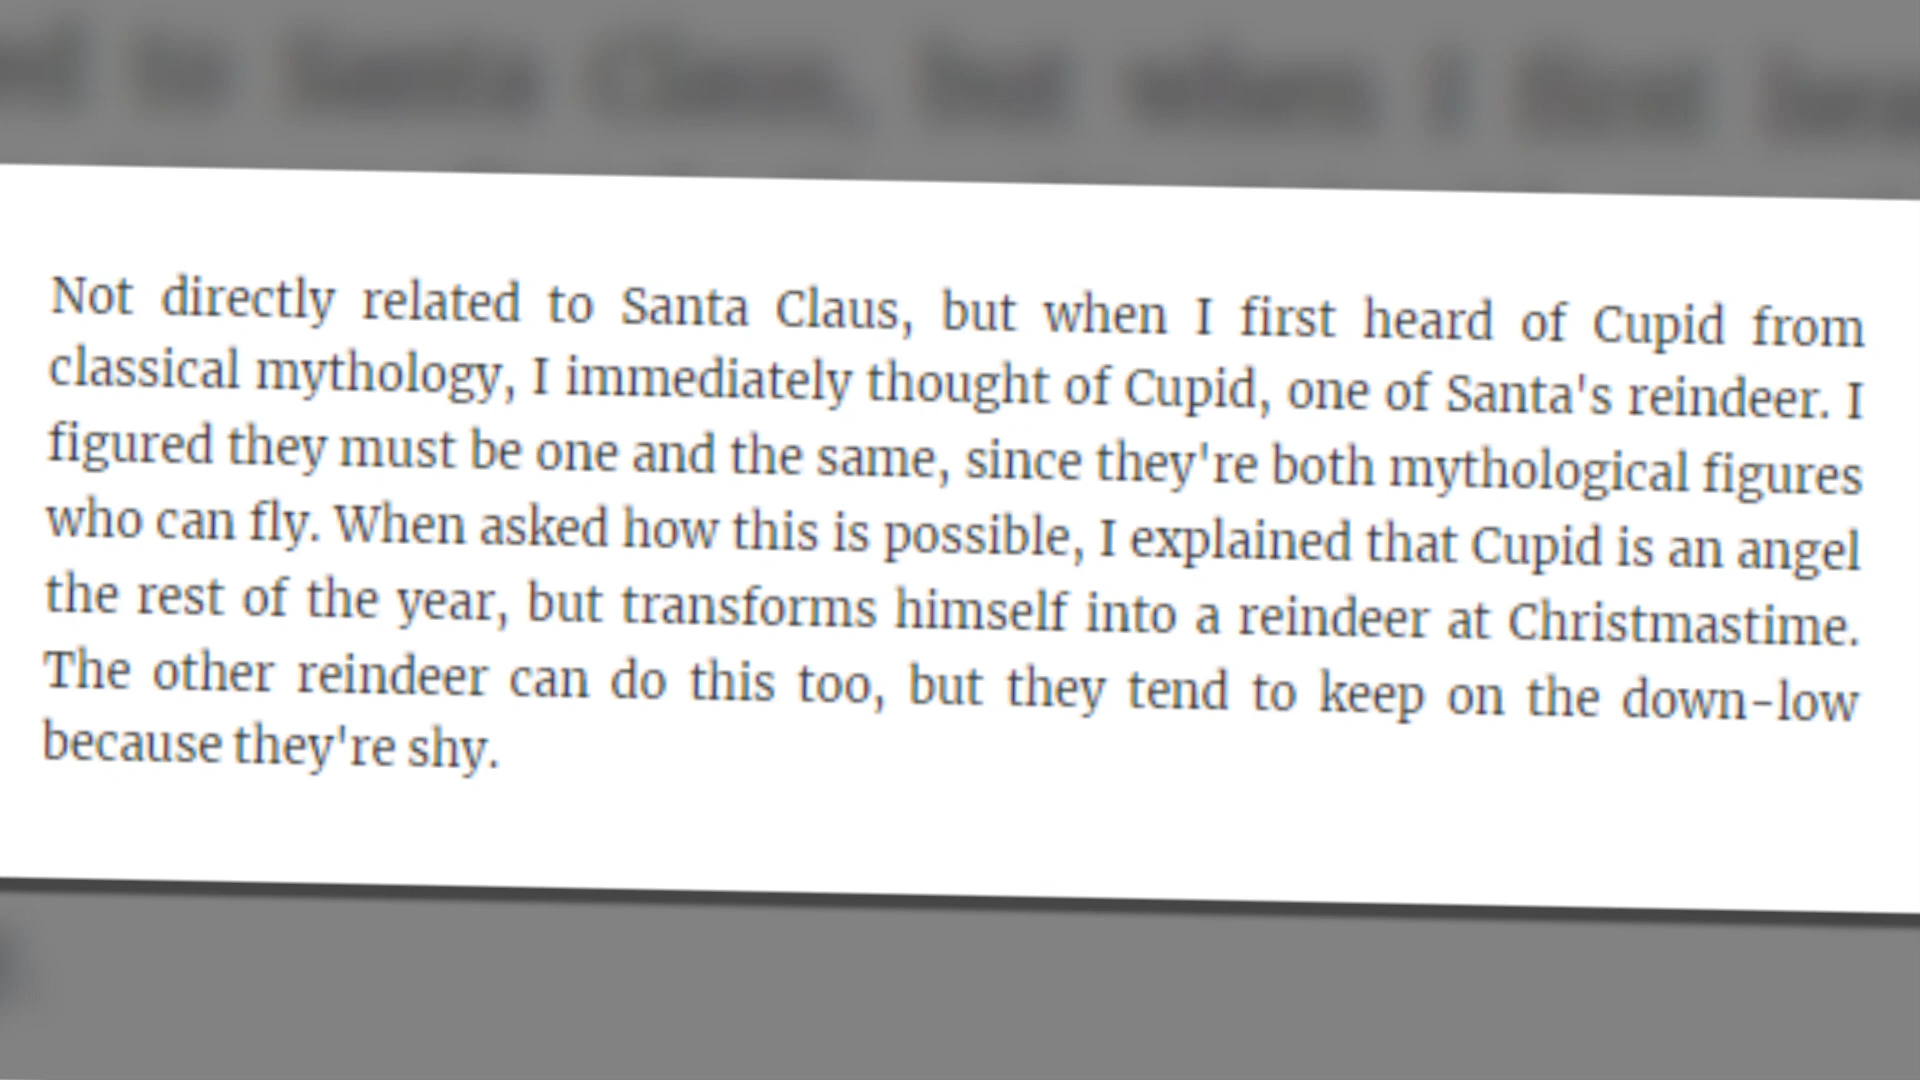 Not directly related to Santa Claus, but when I first heard of Cupid from
classical mythology, I immediately thought of Cupid, one of Santa's reindeer. I
figured they must be one and the same, since they're both mythological figures
who can fly. When asked how this is possible, I explained that Cupid is an angel
the rest of the year, but transforms himself into a reindeer at Christmastime.
The other reindeer can do this too, but they tend to keep on the down-low
because they're shy.